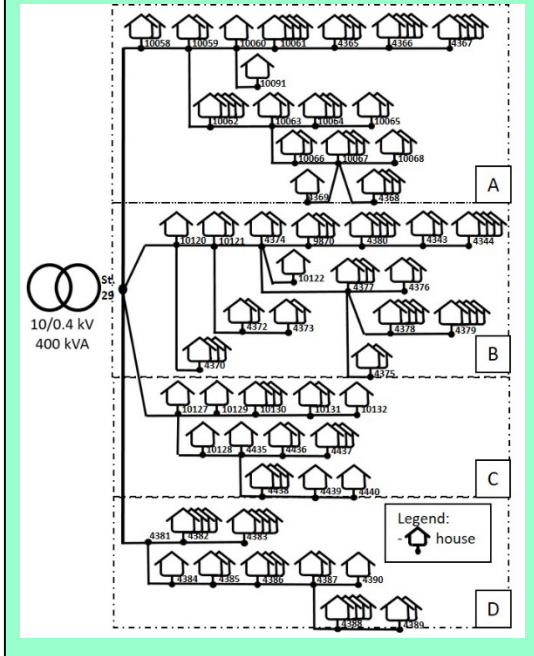 10058 10059 10060 10061 4365 4366 4367
10091
10062 10063 10064 10065
10066 10067 10068
4369 4368
A
10120 10121 4374 9870 4380 4343 4344
St.
29
10/0.4 kV
400 kVA
10122 4377 4376
4372 4373 4378 4379
4370 4375
B
10127 10129 10130 10131 10132
10128 4435 4436 4437
4438 4439 4440
C
4381 4382 4383
Legend:
- house
4384 4385 4386 4387 4390
4388 4389
D